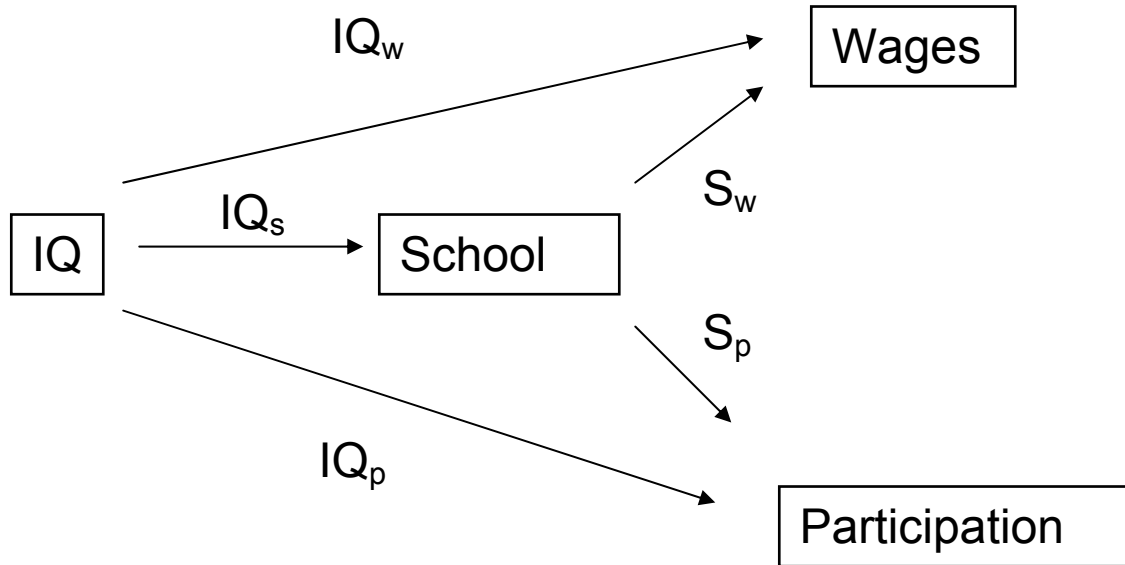 IQw
Wages
Sw
IQs
IQ
School
Sp
IQp
Participation